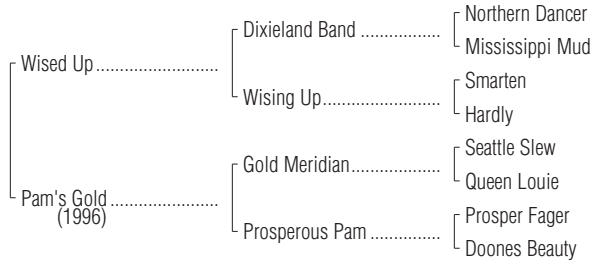 Northern Dancer
Dixieland Band ..................
Mississippi Mud
Wised Up...........................
Smarten
Wising Up..........................
Hardly
Seattle Slew
Gold Meridian....................
Queen Louie
Pam's Gold........................
(1996)
Prosper Fager
Prosperous Pam ...............
Doones Beauty